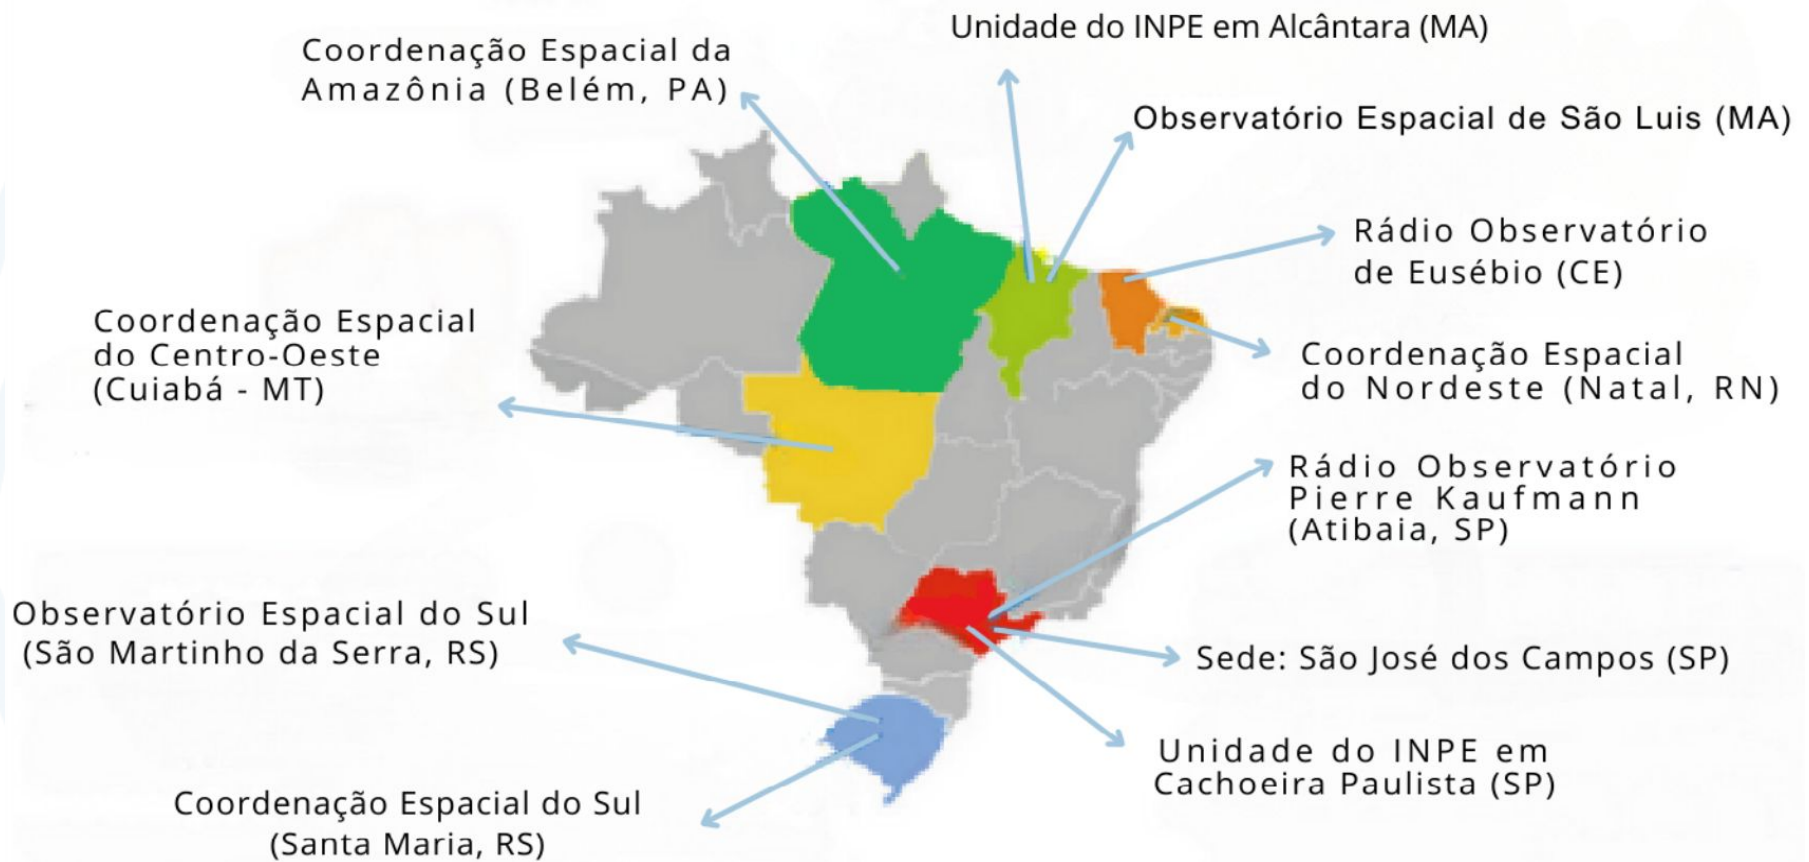 Unidade do INPE em Alcântara (MA)
Coordenação Espacial da
Amazônia (Belém, PA)
Observatório Espacial de São Luis (MA)
Rádio Observatório
de Eusébio (CE)
Coordenação Espacial
do Centro-Oeste
(Cuiabá - MT)
Coordenação Espacial
do Nordeste (Natal, RN)
Rádio Observatório
Pierre Kaufmann
(Atibaia, SP)
Observatório Espacial do Sul
(São Martinho da Serra, RS)
Sede: São José dos Campos (SP)
Unidade do INPE em
Cachoeira Paulista (SP)
Coordenação Espacial do Sul
(Santa Maria, RS)